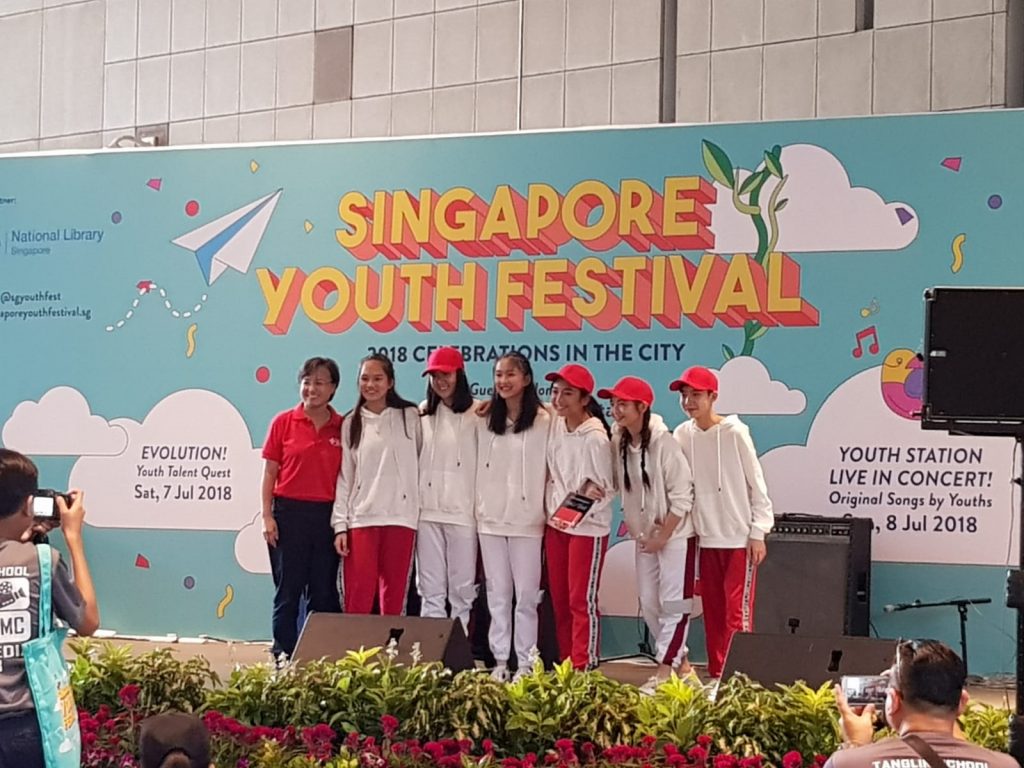 National Library
Singapore
@sgyouthfest
SINGAPORE
YOUTH FESTIVAL
2018 CELEBRATIONS IN THE CITY
EVOLUTION!
Youth Talent Quest
Sat, 7 Jul 2018
YOUTH STATION
LIVE IN CONCERT!
Original Songs by Youths
8 Jul 2018
MC
TANGLIN SCHOOL